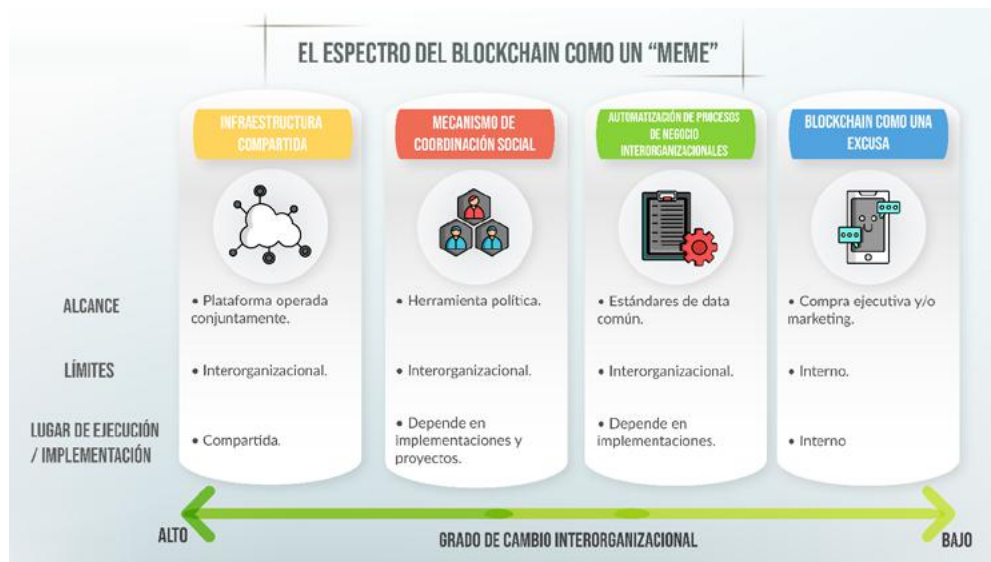 EL ESPECTRO DEL BLOCKCHAIN COMO UN “MEME”
INFRAESTRUCTURA
COMPARTIDA
MECANISMO DE
COORDINACIÓN SOCIAL
AUTOMATIZACIÓN DE PROCESOS
DE NEGOCIO
INTERORGANIZACIONALES
BLOCKCHAIN COMO UNA
EXCUSA
ALCANCE
• Plataforma operada
conjuntamente.
• Herramienta política.
• Estándares de data
común.
• Compra ejecutiva y/o
marketing.
LÍMITES
• Interorganizacional.
• Interorganizacional.
• Interorganizacional.
• Interno.
LUGAR DE EJECUCIÓN
/ IMPLEMENTACIÓN
• Compartida.
• Depende en
implementaciones y
proyectos.
• Depende en
implementaciones.
• Interno
ALTO
GRADO DE CAMBIO INTERORGANIZACIONAL
BAJO